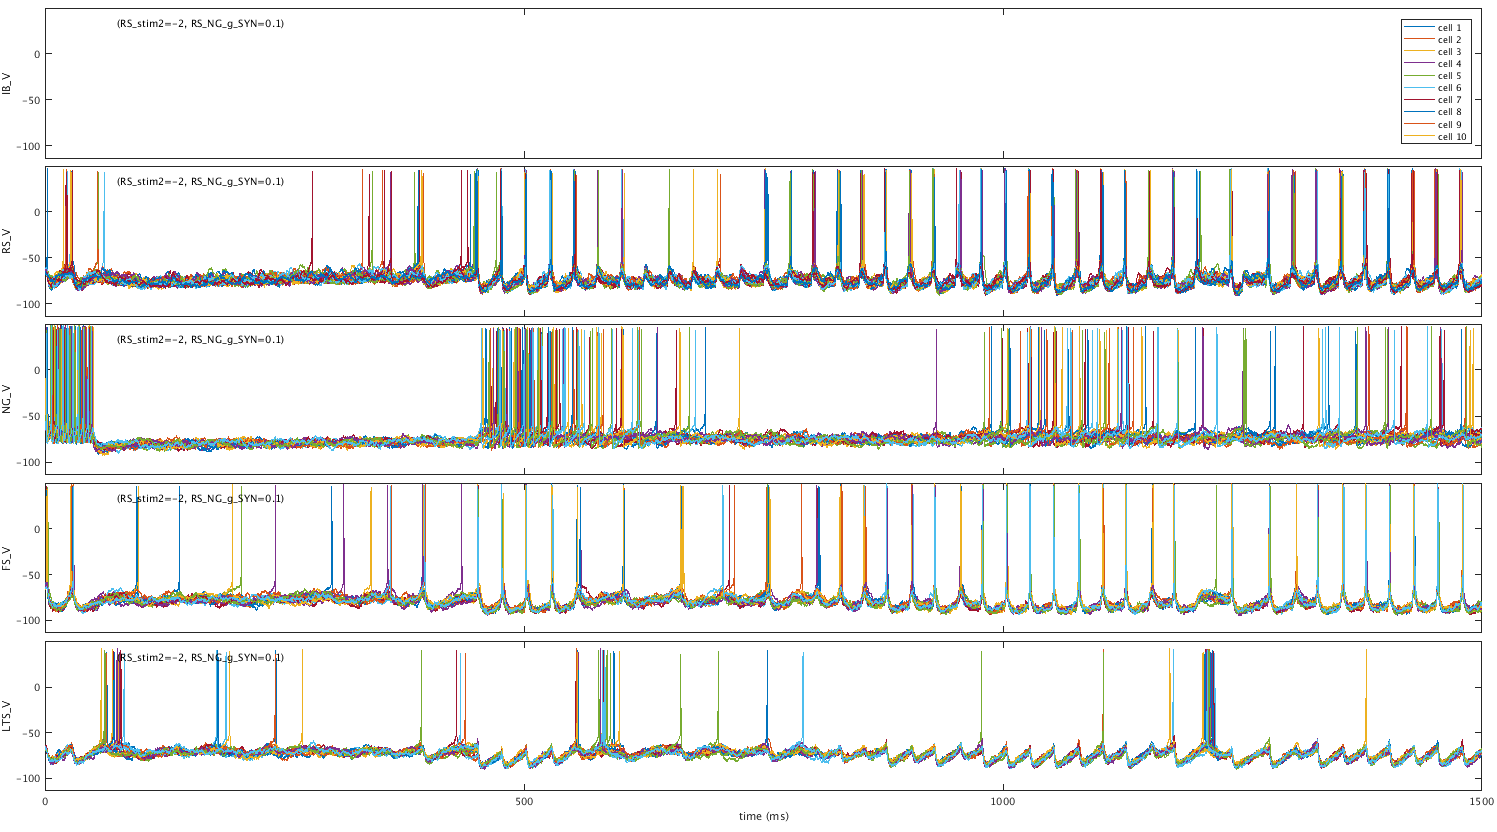 (RS_stim2=-2, RS_NG_g_SYN=0.1)
0
-50
-100
IB_V
cell 1
cell 2
cell 3
cell 4
cell 5
cell 6
cell 7
cell 8
cell 9
cell 10
(RS_stim2=-2, RS_NG_g_SYN=0.1)
0
-50
-100
RS_V
(RS_stim2=-2, RS_NG_g_SYN=0.1)
0
-50
-100
NG_V
(RS_stim2=-2, RS_NG_g_SYN=0.1)
0
-50
-100
FS_V
(RS_stim2=-2, RS_NG_g_SYN=0.1)
0
-50
-100
LTS_V
0 500 1000 1500
time (ms)